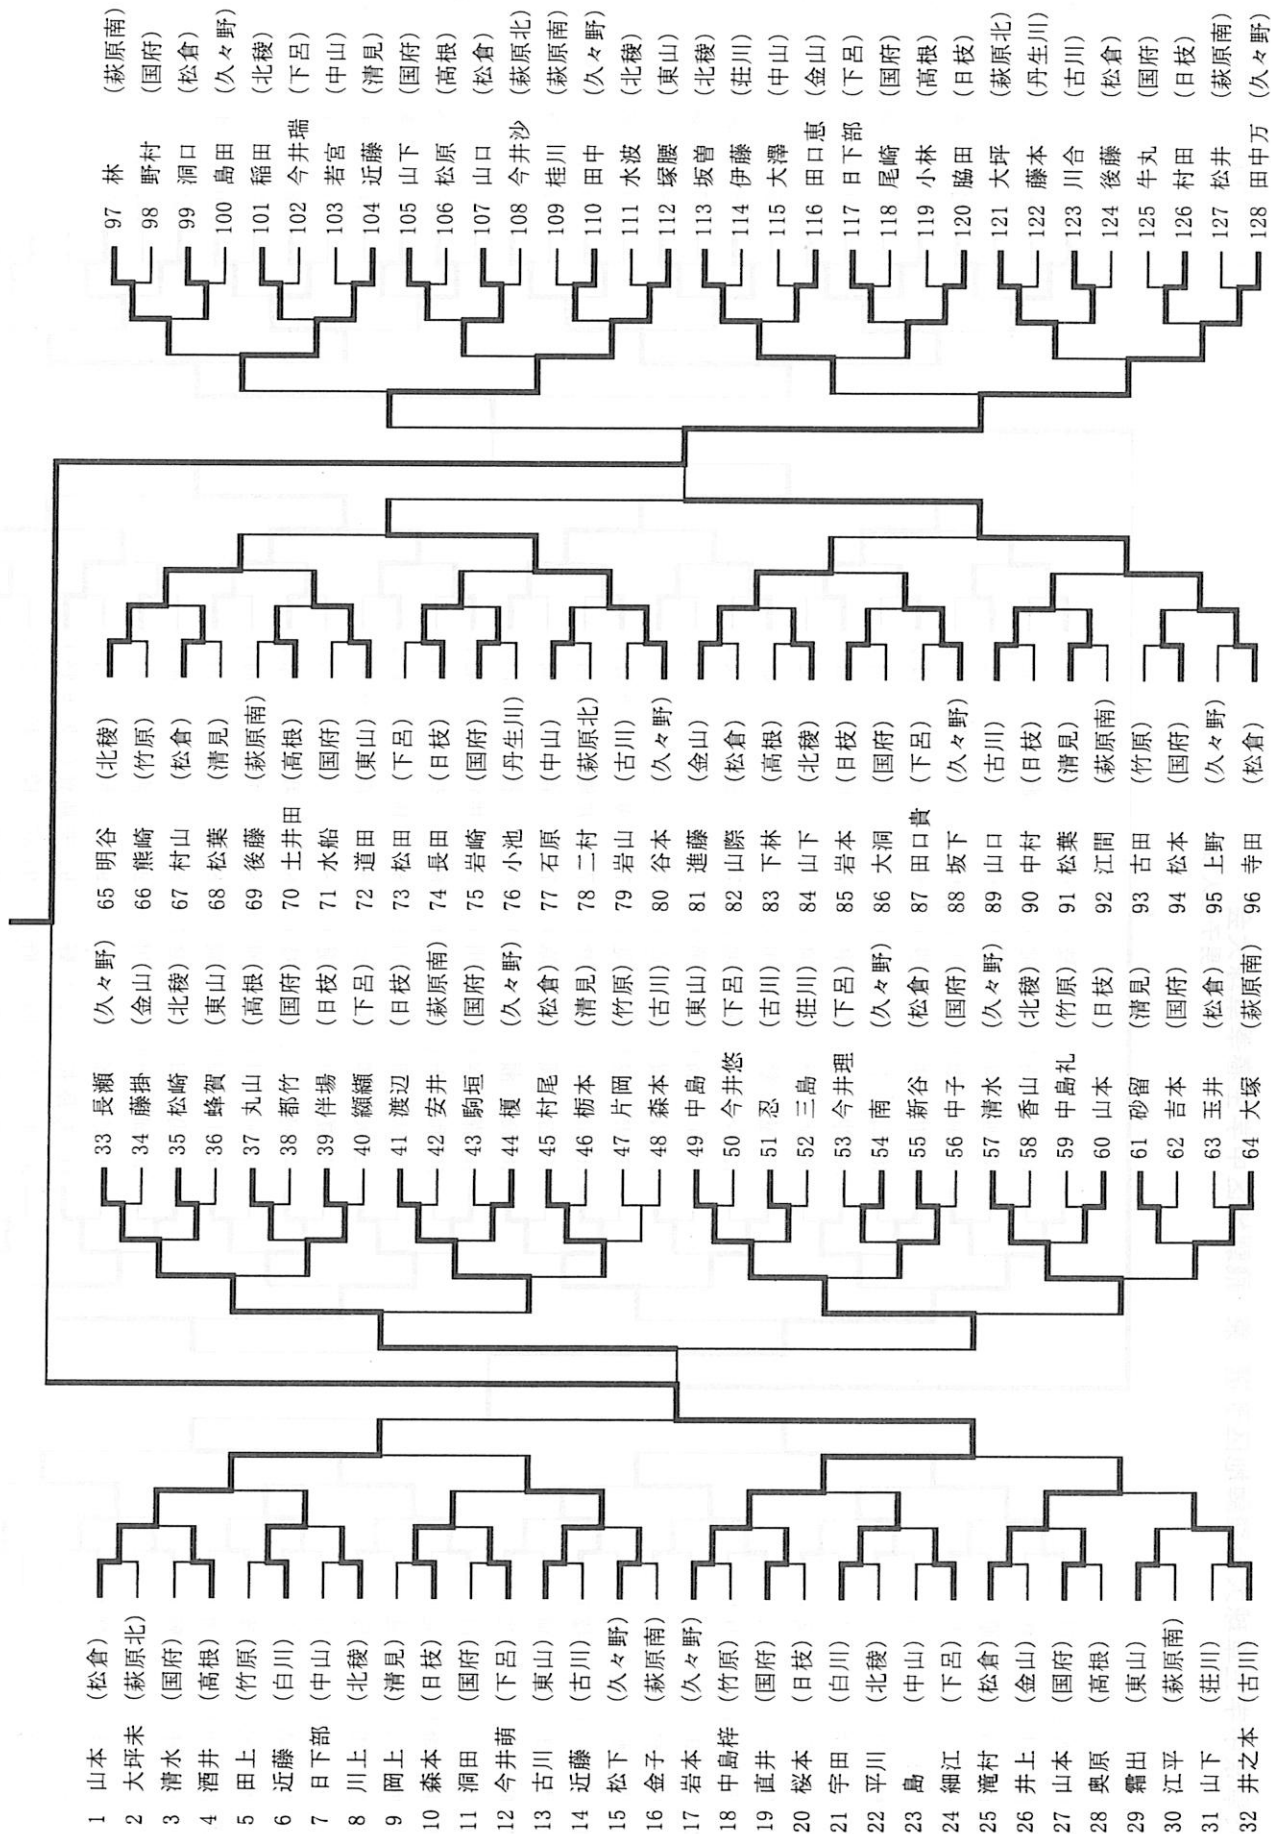 1 山本 (松倉)
2 大坪未 (萩原北)
3 清水 (国府)
4 酒井 (高根)
5 田上 (竹原)
6 近藤 (白川)
7 日下部 (中山)
8 川上 (北稜)
9 岡上 (清見)
10 森本 (日枝)
11 洞田 (国府)
12 今井萌 (下呂)
13 古川 (東山)
14 近藤 (古川)
15 松下 (久々野)
16 金子 (萩原南)
17 岩本 (久々野)
18 中島梓 (竹原)
19 直井 (国府)
20 桜本 (日枝)
21 宇田 (白川)
22 平川 (北稜)
23 島 (中山)
24 細江 (下呂)
25 滝村 (松倉)
26 井上 (金山)
27 山本 (国府)
28 奥原 (高根)
29 霜出 (東山)
30 江平 (萩原南)
31 山下 (荘川)
32 井之本 (古川)
33 長瀬 (久々野)
34 藤掛 (金山)
35 松崎 (北稜)
36 蜂賀 (東山)
37 丸山 (高根)
38 都竹 (国府)
39 伴場 (日枝)
40 纐纈 (下呂)
41 渡辺 (日枝)
42 安井 (萩原南)
43 駒垣 (国府)
44 榎 (久々野)
45 村尾 (松倉)
46 栃本 (清見)
47 片岡 (竹原)
48 森本 (古川)
49 中島 (東山)
50 今井悠 (下呂)
51 忍 (古川)
52 三島 (荘川)
53 今井理 (下呂)
54 南 (久々野)
55 新谷 (松倉)
56 中子 (国府)
57 清水 (久々野)
58 香山 (北稜)
59 中島礼 (竹原)
60 山本 (日枝)
61 砂留 (清見)
62 吉本 (国府)
63 玉井 (松倉)
64 大塚 (萩原南)
65 明谷 (北稜)
66 熊崎 (竹原)
67 村山 (松倉)
68 松葉 (清見)
69 後藤 (萩原南)
70 土井田 (高根)
71 水船 (国府)
72 道田 (東山)
73 松田 (下呂)
74 長田 (日枝)
75 岩崎 (国府)
76 小池 (丹生川)
77 石原 (中山)
78 二村 (萩原北)
79 岩山 (古川)
80 谷本 (久々野)
81 進藤 (金山)
82 山際 (松倉)
83 下林 (高根)
84 山下 (北稜)
85 岩本 (日枝)
86 大洞 (国府)
87 田口貴 (下呂)
88 坂下 (久々野)
89 山口 (古川)
90 中村 (日枝)
91 松葉 (清見)
92 江間 (萩原南)
93 古田 (竹原)
94 松本 (国府)
95 上野 (久々野)
96 寺田 (松倉)
97 林 (萩原南)
98 野村 (国府)
99 洞口 (松倉)
100 島田 (久々野)
101 稲田 (北稜)
102 今井瑞 (下呂)
103 若宮 (中山)
104 近藤 (清見)
105 山下 (国府)
106 松原 (高根)
107 山口 (松倉)
108 今井沙 (萩原北)
109 桂川 (萩原南)
110 田中 (久々野)
111 水波 (北稜)
112 塚腰 (東山)
113 坂曽 (北稜)
114 伊藤 (荘川)
115 大澤 (中山)
116 田口恵 (金山)
117 日下部 (下呂)
118 尾崎 (国府)
119 小林 (高根)
120 脇田 (日枝)
121 大坪 (萩原北)
122 藤本 (丹生川)
123 川合 (古川)
124 後藤 (松倉)
125 牛丸 (国府)
126 村田 (日枝)
127 松井 (萩原南)
128 田中万 (久々野)